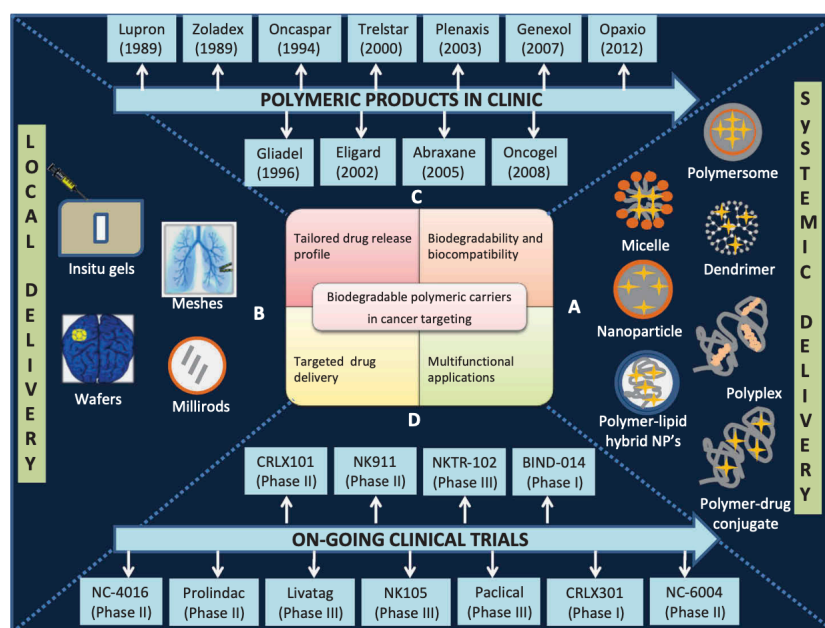 Lupron
(1989)
Zoladex
(1989)
Oncaspar
(1994)
Trelstar
(2000)
Plenaxis
(2003)
Genexol
(2007)
Opaxio
(2012)
POLYMERIC PRODUCTS IN CLINIC
Gliadel
(1996)
Eligard
(2002)
Abraxane
(2005)
Oncogel
(2008)
C
LOCAL DELIVERY
Insitu gels
Meshes
Wafers
Millirods
B
Tailored drug release
profile
Biodegradability and
biocompatibility
Biodegradable polymeric carriers
in cancer targeting
Targeted drug
delivery
Multifunctional
applications
A
D
Polymersome
Micelle
Dendrimer
Nanoparticle
Polyplex
Polymer-lipid
hybrid NP's
Polymer-drug
conjugate
SySTEMIC DELIVERY
CRLX101
(Phase II)
NK911
(Phase II)
NKTR-102
(Phase III)
BIND-014
(Phase I)
ON-GOING CLINICAL TRIALS
NC-4016
(Phase II)
Prolindac
(Phase II)
Livatag
(Phase III)
NK105
(Phase III)
Paclical
(Phase III)
CRLX301
(Phase I)
NC-6004
(Phase II)